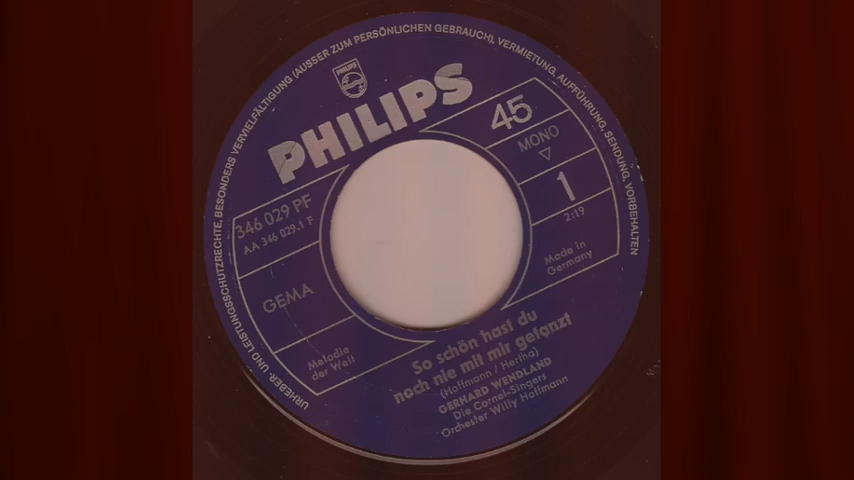 URHEBER- UND LEISTUNGSSCHUTZRECHTE, BESONDERS VERVIELFÄLTIGUNG (AUSSER ZUM PERSÖNLICHEN GEBRAUCH), VERMIETUNG, AUFFÜHRUNG, SENDUNG, VORBEHALTEN
PHILIPS
PHILIPS
45
MONO
1
2:19
346 029 PF
AA 346 029.1 F
Made in
Germany
GEMA
Melodie
der Welt
So schön hast du
noch nie mit mir getanzt
(Hoffmann / Hertha)
GERHARD WENDLAND
Die Cornel-Singers
Orchester Willy Hoffmann